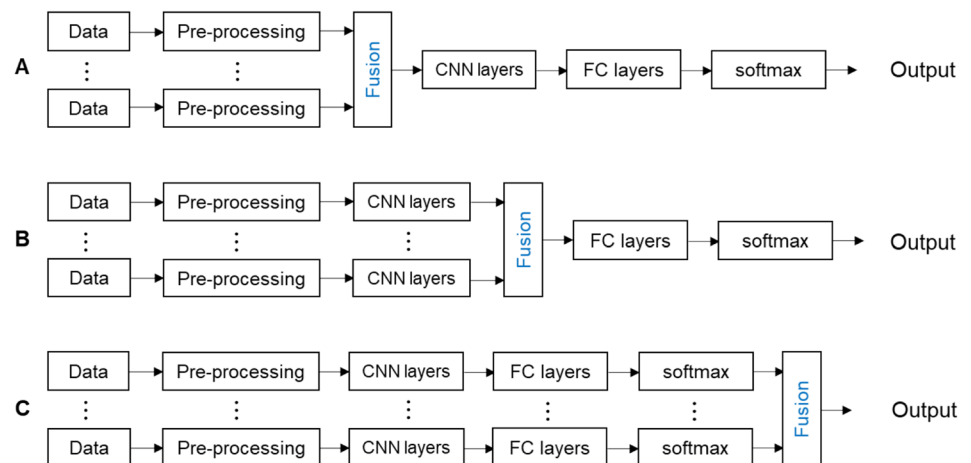 Data Pre-processing
A Fusion CNN layers FC layers softmax Output
Data Pre-processing
Data Pre-processing CNN layers
B Fusion FC layers softmax Output
Data Pre-processing CNN layers
Data Pre-processing CNN layers FC layers softmax
C Fusion Output
Data Pre-processing CNN layers FC layers softmax